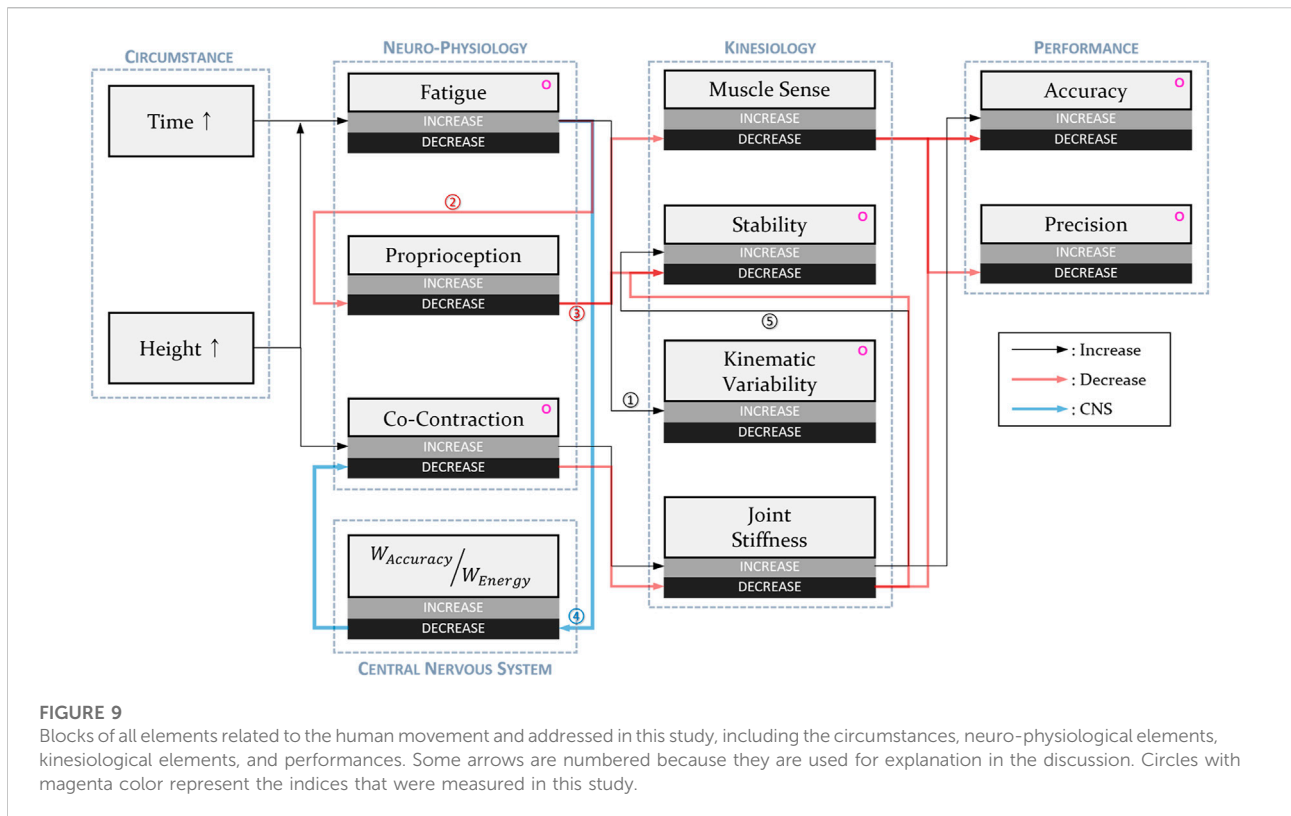 CIRCUMSTANCE
Time ↑
Height ↑
NEURO-PHYSIOLOGY
Fatigue
INCREASE
DECREASE
②
Proprioception
INCREASE
DECREASE
③
Co-Contraction
INCREASE
DECREASE
W_Accuracy / W_Energy
INCREASE
DECREASE
④
CENTRAL NERVOUS SYSTEM
KINESIOLOGY
Muscle Sense
INCREASE
DECREASE
Stability
INCREASE
DECREASE
⑤
Kinematic
Variability
①
INCREASE
DECREASE
Joint
Stiffness
INCREASE
DECREASE
PERFORMANCE
Accuracy
INCREASE
DECREASE
Precision
INCREASE
DECREASE
: Increase
: Decrease
: CNS
FIGURE 9
Blocks of all elements related to the human movement and addressed in this study, including the circumstances, neuro-physiological elements,
kinesiological elements, and performances. Some arrows are numbered because they are used for explanation in the discussion. Circles with
magenta color represent the indices that were measured in this study.